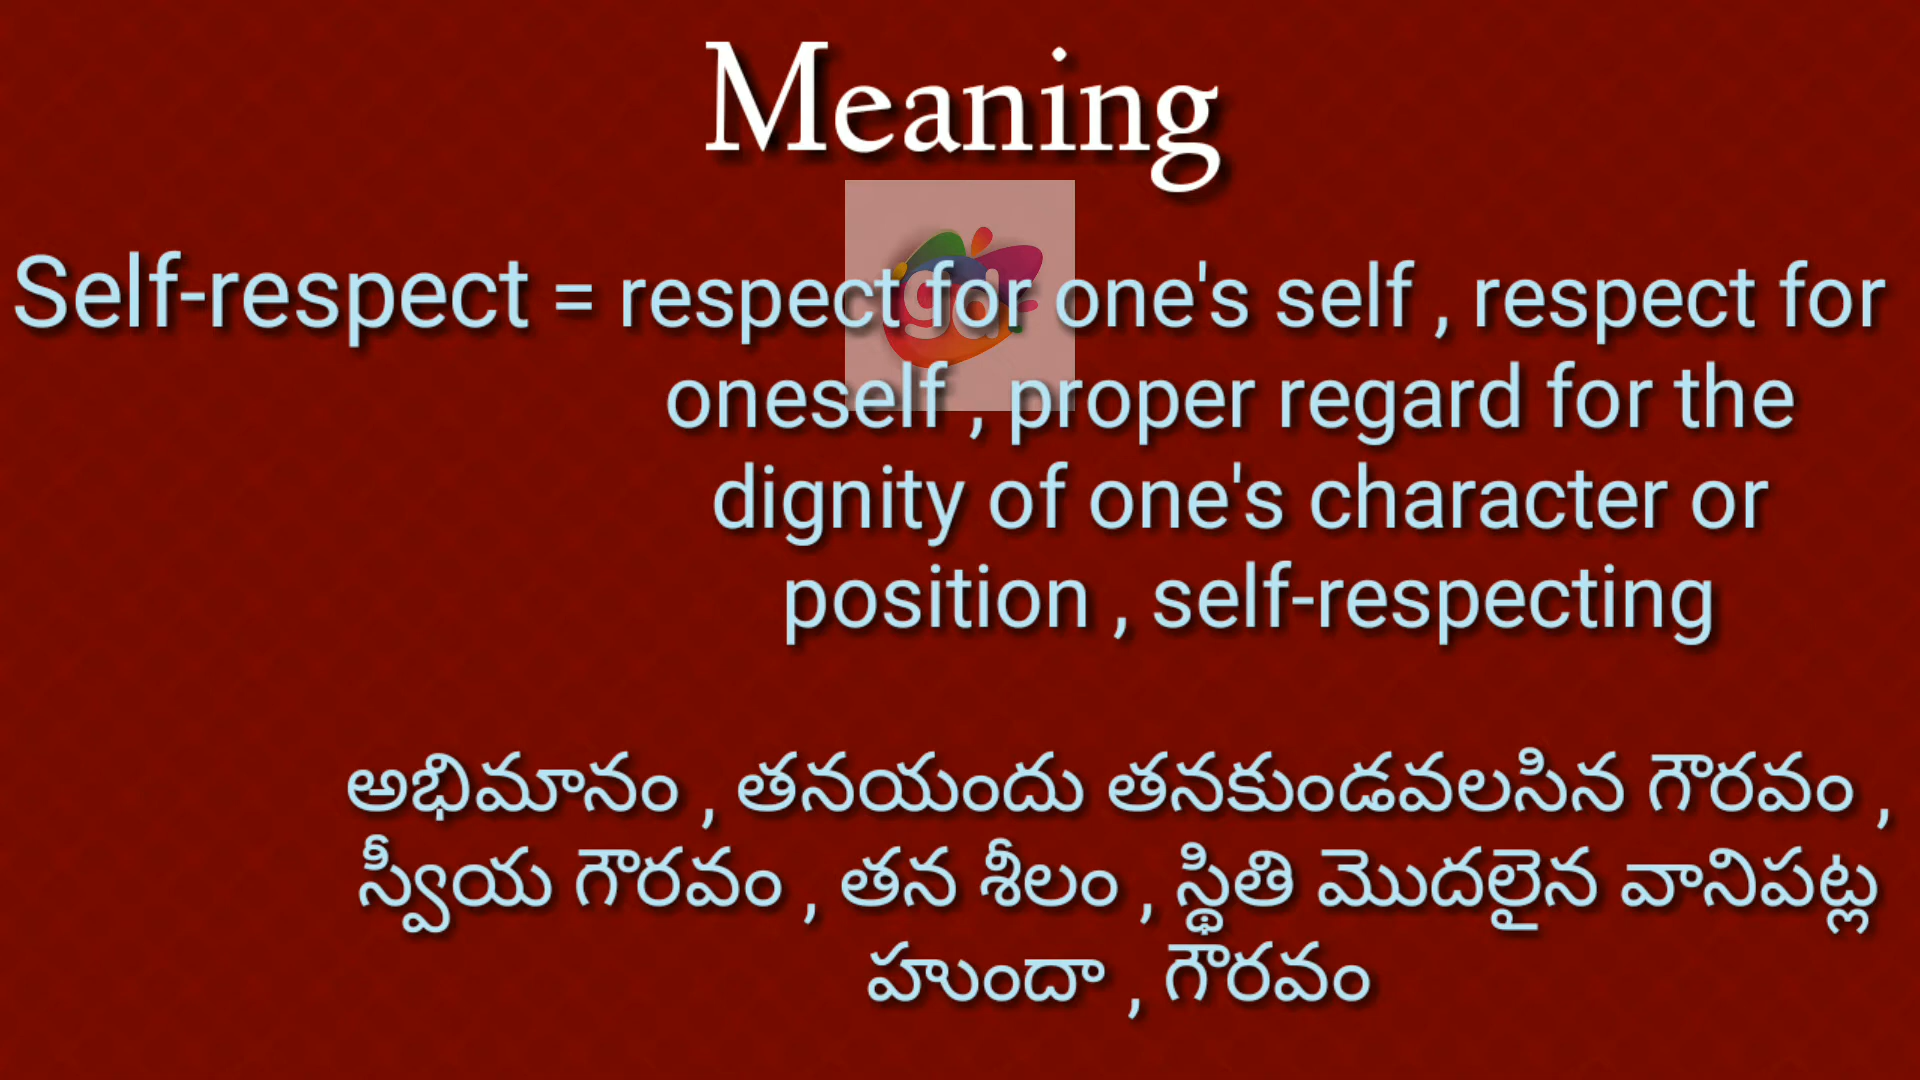 Meaning
gd
Self-respect = respect for one's self , respect for
oneself , proper regard for the
dignity of one's character or
position , self-respecting
అభిమానం , తనయందు తనకుండవలసిన గౌరవం ,
స్వీయ గౌరవం , తన శీలం , స్థితి మొదలైన వానిపట్ల
హుందా , గౌరవం